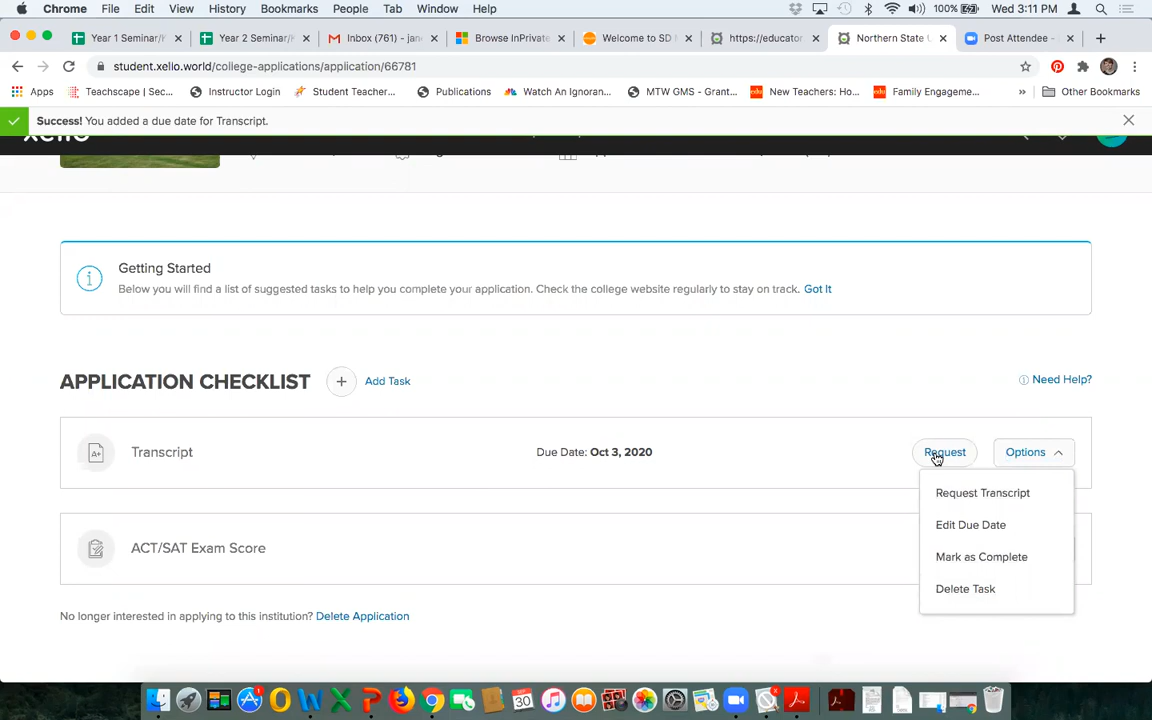 Chrome File Edit View History Bookmarks People Tab Window Help 100% Wed 3:11 PM
Year 1 Seminar/ Year 2 Seminar/ Inbox (761) - jan Browse InPrivate Welcome to SD https://educator Northern State Post Attendee -
student.xello.world/college-applications/application/66781
Apps Teachscape | Sec... Instructor Login Student Teacher... Publications Watch An Ignoran... MTW GMS - Grant... New Teachers: Ho... Family Engageme... » Other Bookmarks
Success! You added a due date for Transcript.
Getting Started
Below you will find a list of suggested tasks to help you complete your application. Check the college website regularly to stay on track. Got It
APPLICATION CHECKLIST + Add Task Need Help?
Transcript Due Date: Oct 3, 2020 Request Options
Request Transcript
Edit Due Date
Mark as Complete
Delete Task
ACT/SAT Exam Score
No longer interested in applying to this institution? Delete Application